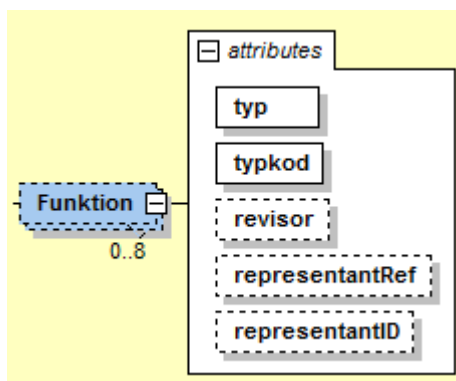 attributes
typ
typkod
Funktion
revisor
0..8
representantRef
representantID